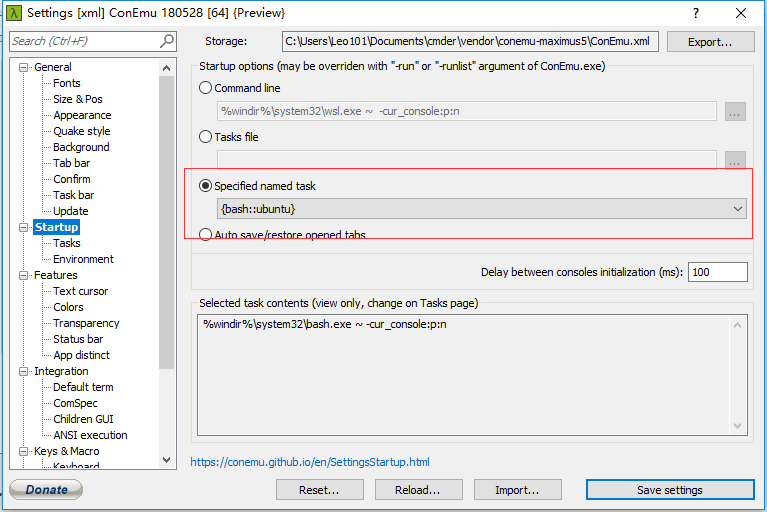 λ Settings [xml] ConEmu 180528 [64] {Preview}
?
Search (Ctrl+F)
Storage:
C:\Users\Leo101\Documents\cmder\vendor\conemu-maximus5\ConEmu.xml
Export...
General
Fonts
Size & Pos
Appearance
Quake style
Background
Tab bar
Confirm
Task bar
Update
Startup
Tasks
Environment
Features
Text cursor
Colors
Transparency
Status bar
App distinct
Integration
Default term
ComSpec
Children GUI
ANSI execution
Keys & Macro
Keyboard
Startup options (may be overriden with "-run" or "-runlist" argument of ConEmu.exe)
Command line
%windir%\system32\wsl.exe ~ -cur_console:p:n
...
Tasks file
...
Specified named task
{bash::ubuntu}
Auto save/restore opened tabs
Delay between consoles initialization (ms):
100
Selected task contents (view only, change on Tasks page)
%windir%\system32\bash.exe ~ -cur_console:p:n
https://conemu.github.io/en/SettingsStartup.html
Donate
Reset...
Reload...
Import...
Save settings